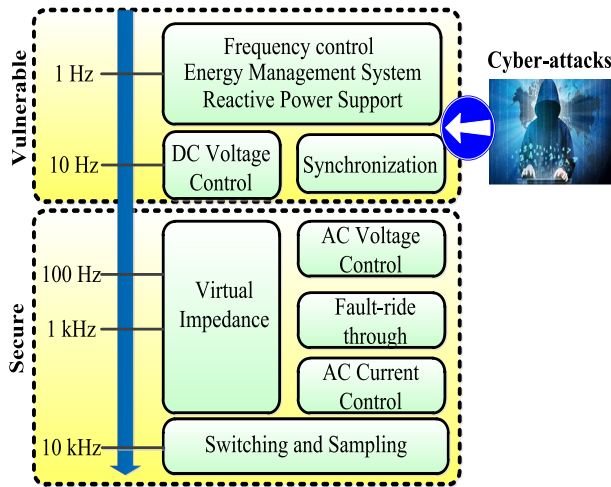 Vulnerable
1 Hz
10 Hz
Frequency control
Energy Management System
Reactive Power Support
DC Voltage
Control
Synchronization
Cyber-attacks
Secure
100 Hz
1 kHz
10 kHz
Virtual
Impedance
AC Voltage
Control
Fault-ride
through
AC Current
Control
Switching and Sampling